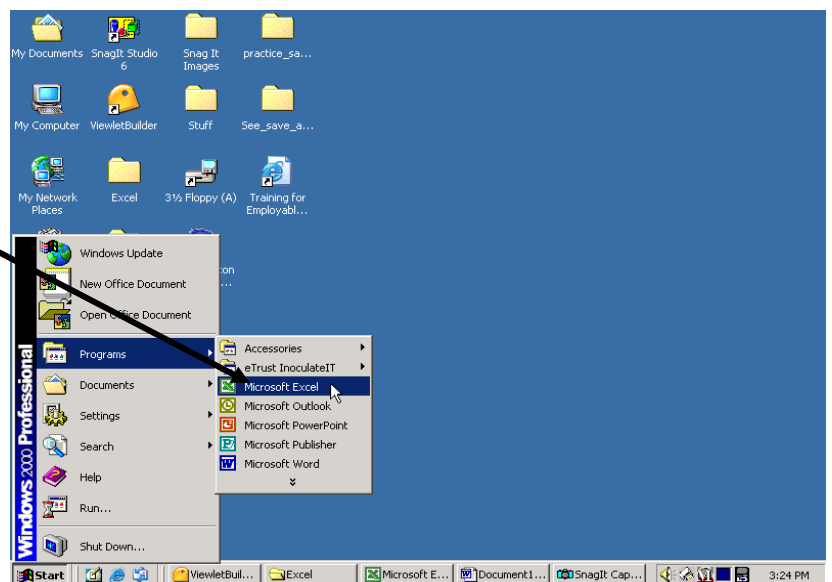 My Documents
SnagIt Studio
6
Snag It
Images
practice_sa...
My Computer
ViewletBuilder
Stuff
See_save_a...
My Network
Places
Excel
3½ Floppy (A)
Training for
Employabl...
Windows 2000 Professional
Windows Update
New Office Document
Open Office Document
Programs
Documents
Settings
Search
Help
Run...
Shut Down...
Accessories
eTrust InoculateIT
Microsoft Excel
Microsoft Outlook
Microsoft PowerPoint
Microsoft Publisher
Microsoft Word
Start
ViewletBuil...
Excel
Microsoft E...
Document1...
SnagIt Cap...
3:24 PM